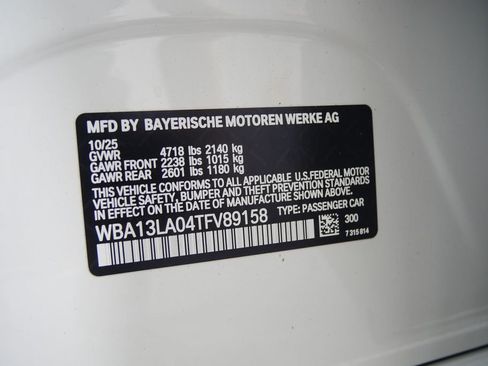 MFD BY BAYERISCHE MOTOREN WERKE AG
10/25
GVWR 4718 lbs 2140 kg
GAWR FRONT 2238 lbs 1015 kg
GAWR REAR 2601 lbs 1180 kg
THIS VEHICLE CONFORMS TO ALL APPLICABLE U.S.FEDERAL MOTOR
VEHICLE SAFETY, BUMPER, AND THEFT PREVENTION STANDARDS IN
EFFECT ON THE DATE OF MANUFACTURE SHOWN ABOVE.
WBA13LA04TFV89158 TYPE: PASSENGER CAR
300
7 315 814